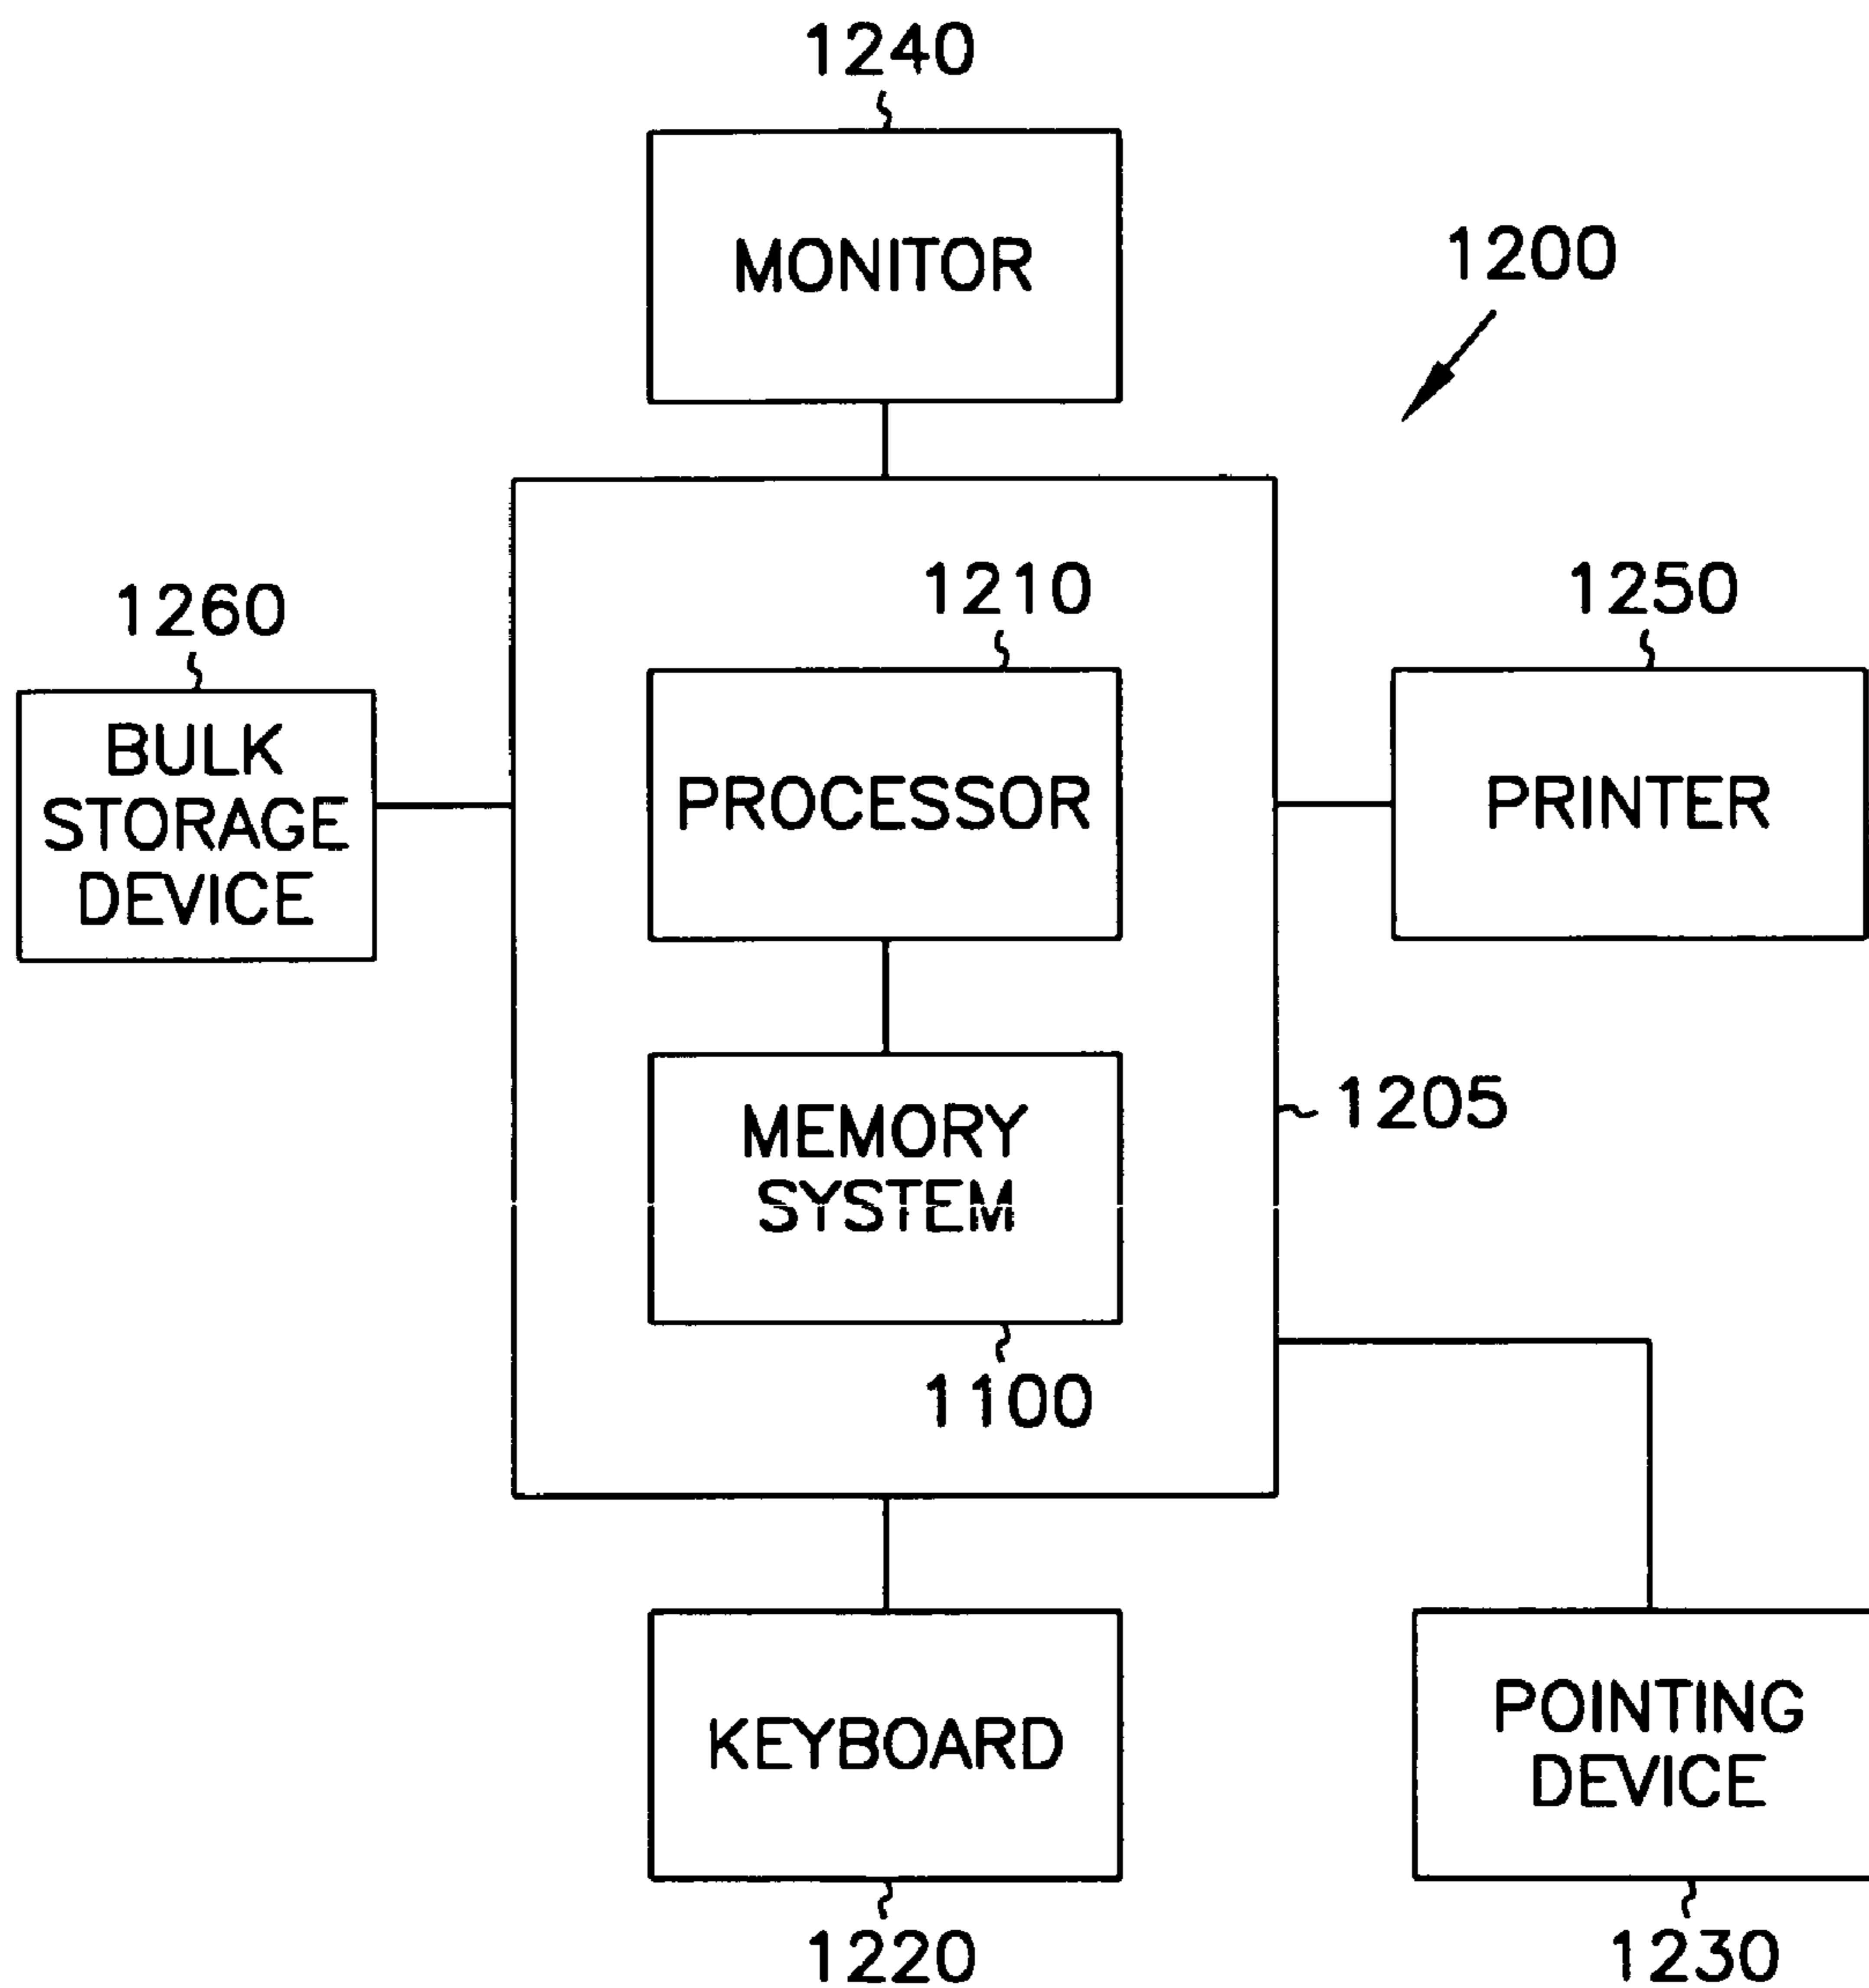 1240
MONITOR
1200
1210
1250
1260
BULK
STORAGE
DEVICE
PROCESSOR
PRINTER
MEMORY
SYSTEM
1205
1100
KEYBOARD
POINTING
DEVICE
1220
1230